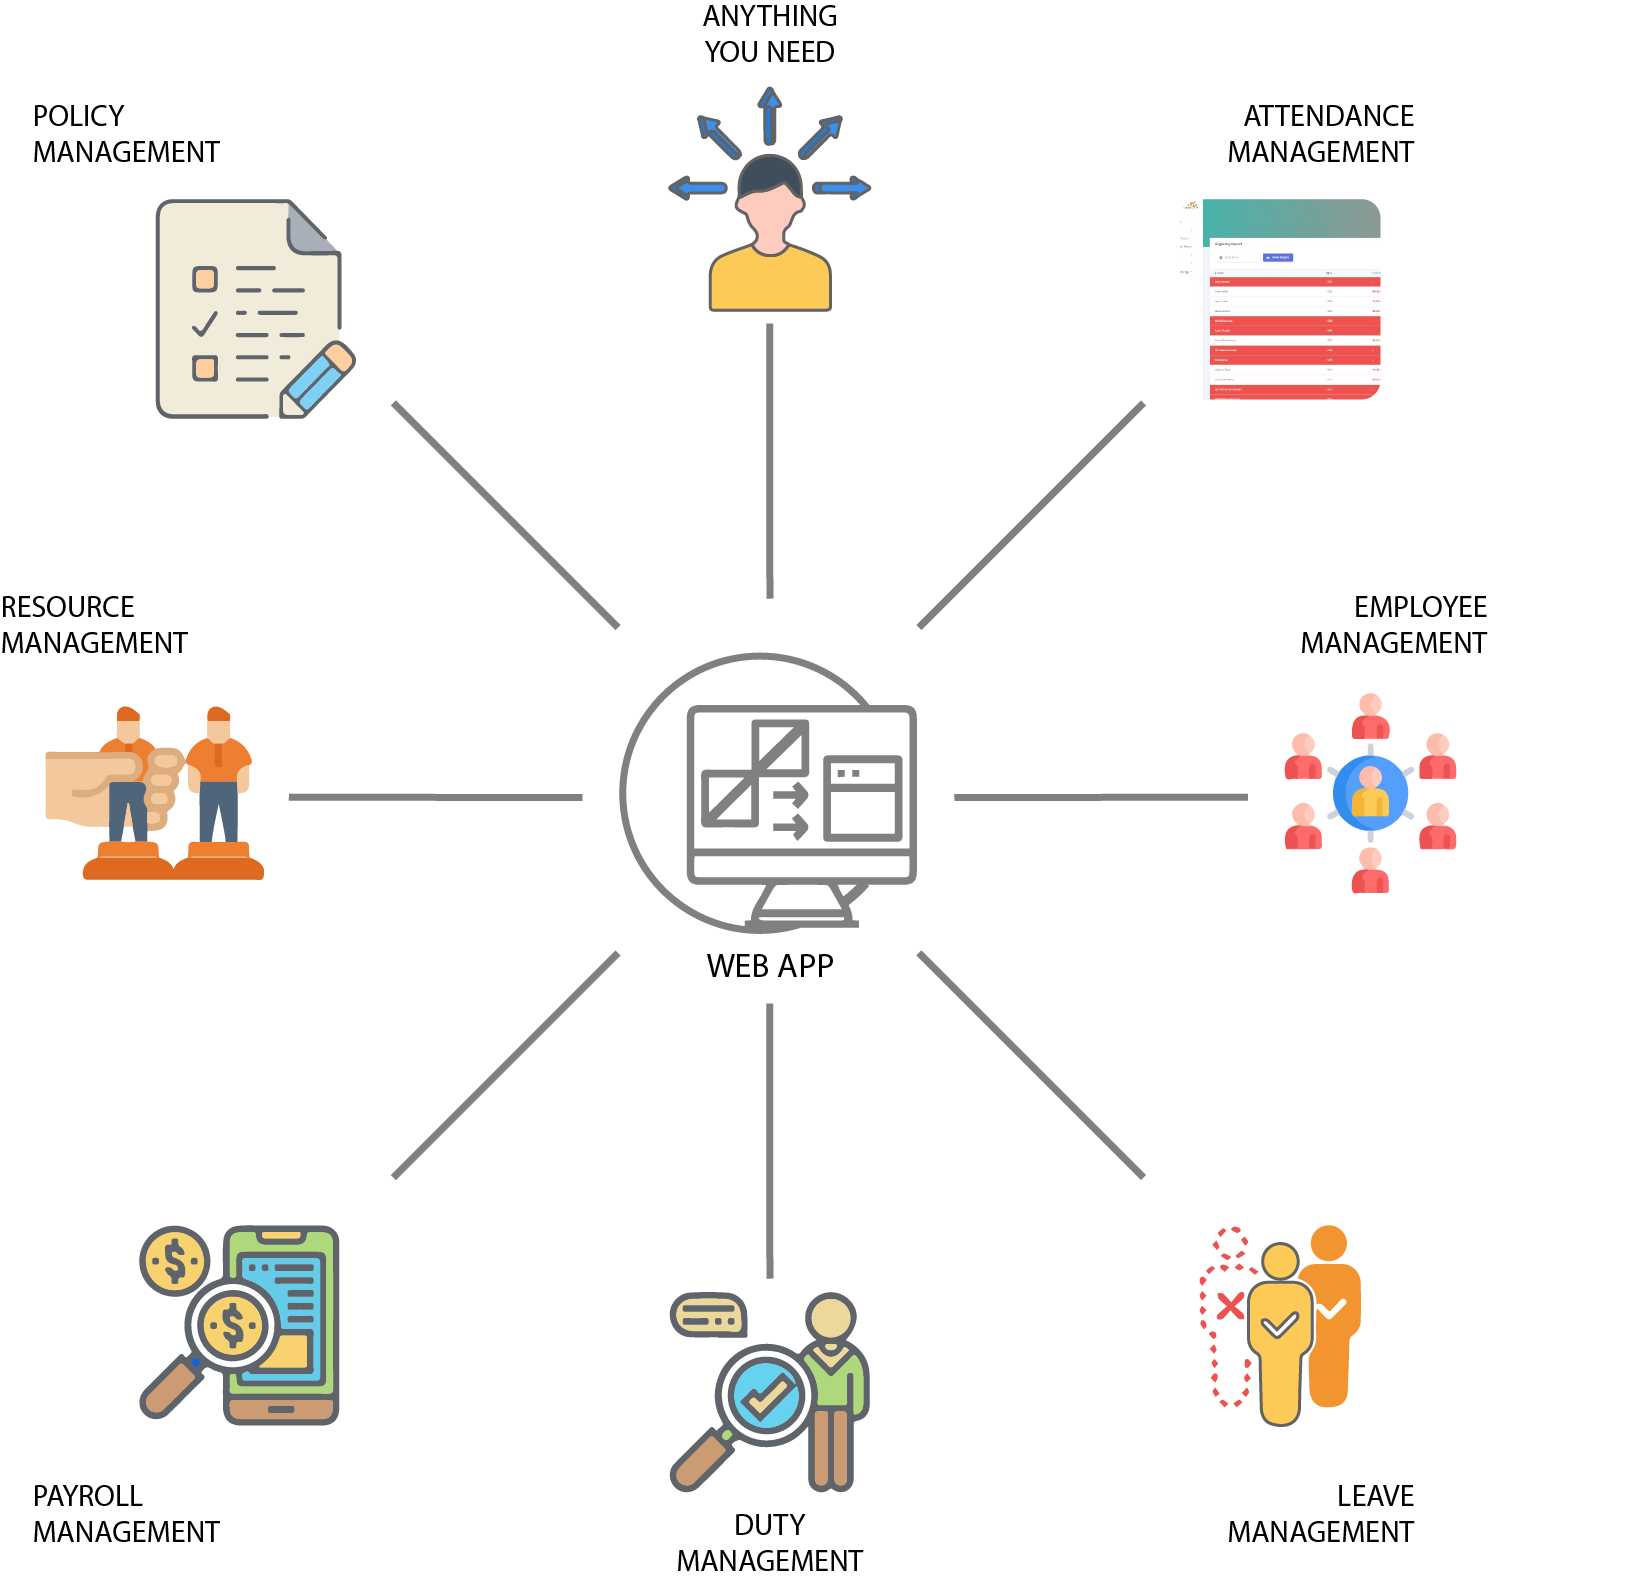 ANYTHING
YOU NEED
POLICY
MANAGEMENT
ATTENDANCE
MANAGEMENT
RESOURCE
MANAGEMENT
EMPLOYEE
MANAGEMENT
WEB APP
PAYROLL
MANAGEMENT
DUTY
MANAGEMENT
LEAVE
MANAGEMENT